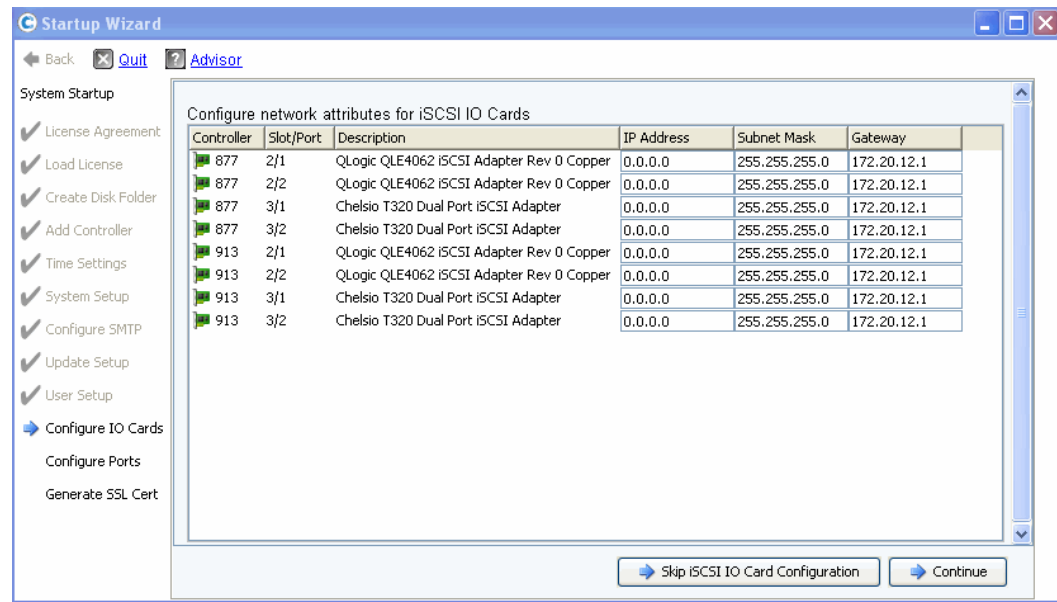 Startup Wizard
Back Quit ? Advisor
System Startup
License Agreement
Load License
Create Disk Folder
Add Controller
Time Settings
System Setup
Configure SMTP
Update Setup
User Setup
Configure IO Cards
Configure Ports
Generate SSL Cert
Configure network attributes for iSCSI IO Cards
Controller Slot/Port Description IP Address Subnet Mask Gateway
877 2/1 QLogic QLE4062 iSCSI Adapter Rev 0 Copper 0.0.0.0 255.255.255.0 172.20.12.1
877 2/2 QLogic QLE4062 iSCSI Adapter Rev 0 Copper 0.0.0.0 255.255.255.0 172.20.12.1
877 3/1 Chelsio T320 Dual Port iSCSI Adapter 0.0.0.0 255.255.255.0 172.20.12.1
877 3/2 Chelsio T320 Dual Port iSCSI Adapter 0.0.0.0 255.255.255.0 172.20.12.1
913 2/1 QLogic QLE4062 iSCSI Adapter Rev 0 Copper 0.0.0.0 255.255.255.0 172.20.12.1
913 2/2 QLogic QLE4062 iSCSI Adapter Rev 0 Copper 0.0.0.0 255.255.255.0 172.20.12.1
913 3/1 Chelsio T320 Dual Port iSCSI Adapter 0.0.0.0 255.255.255.0 172.20.12.1
913 3/2 Chelsio T320 Dual Port iSCSI Adapter 0.0.0.0 255.255.255.0 172.20.12.1
Skip iSCSI IO Card Configuration Continue